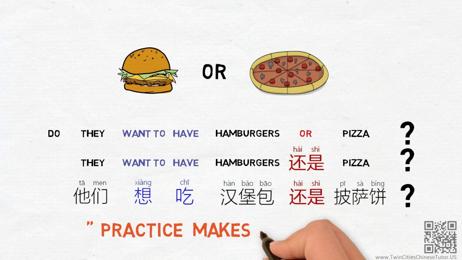 OR
DO THEY WANT TO HAVE HAMBURGERS OR PIZZA ?
hái shì
THEY WANT TO HAVE HAMBURGERS 还是 PIZZA ?
tā men xiàng chī hàn bǎo bāo hái shì pī sà bǐng
他们 想 吃 汉堡包 还是 披萨饼 ?
" PRACTICE MAKES
www.TwinCitiesChineseTutor.US